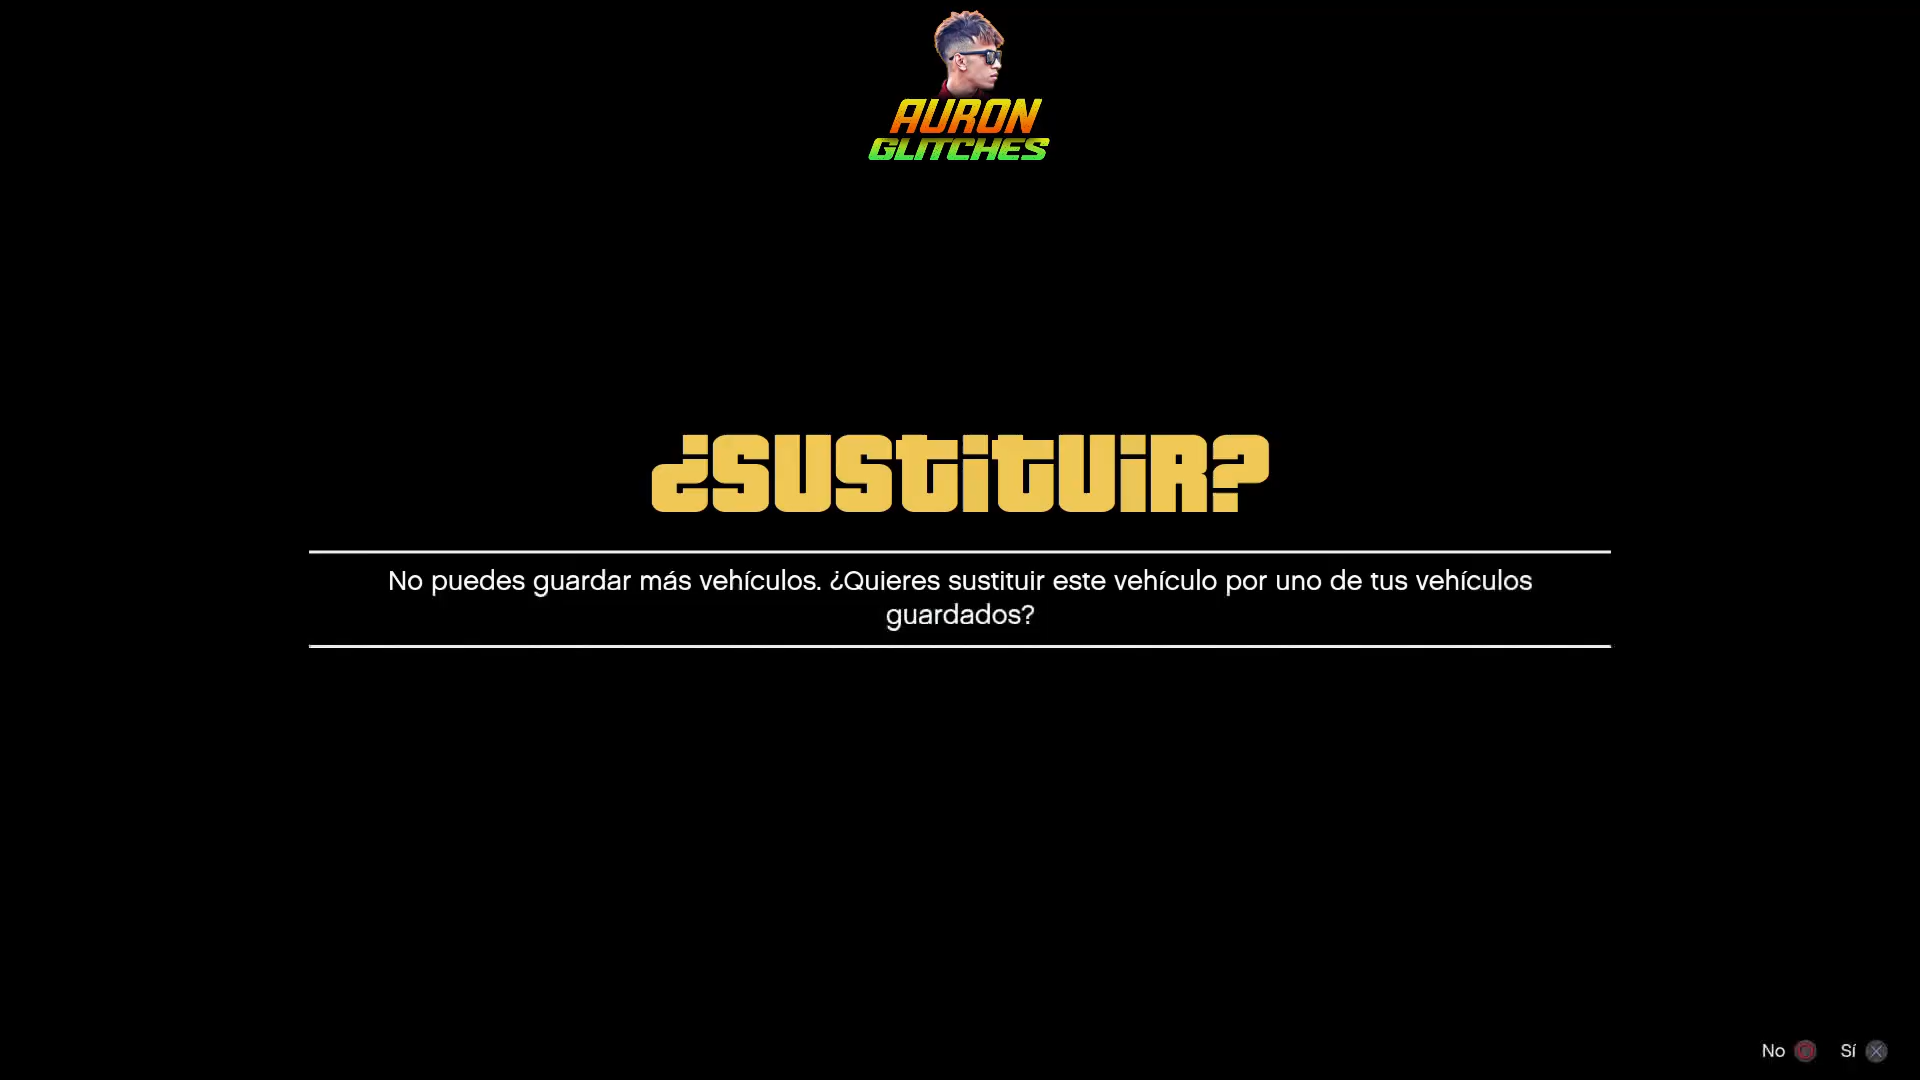 AURON
GLITCHES
¿SUStitUiR?
No puedes guardar más vehículos. ¿Quieres sustituir este vehículo por uno de tus vehículos
guardados?
No Sí